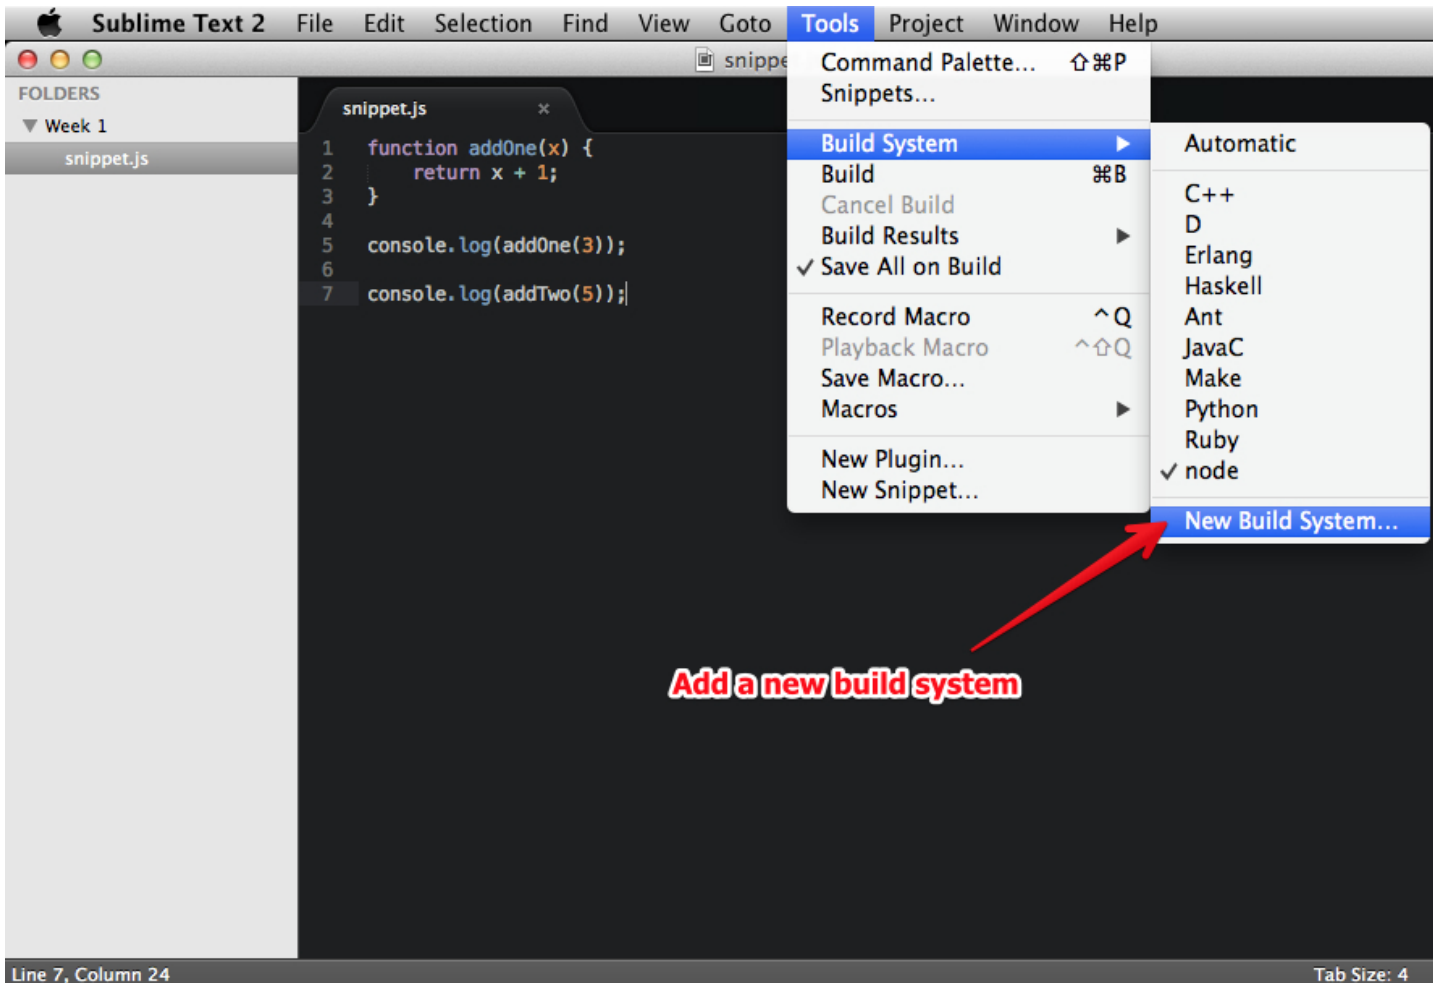 Sublime Text 2 File Edit Selection Find View Goto Tools Project Window Help
snippe
FOLDERS
Week 1
snippet.js
snippet.js ×
1 function addOne(x) {
2 return x + 1;
3 }
4
5 console.log(addOne(3));
6
7 console.log(addTwo(5));
Command Palette... ⇧⌘P
Snippets...
Build System ▶
Build ⌘B
Cancel Build
Build Results ▶
✓ Save All on Build
Record Macro ^Q
Playback Macro ^⇧Q
Save Macro...
Macros ▶
New Plugin...
New Snippet...
Automatic
C++
D
Erlang
Haskell
Ant
JavaC
Make
Python
Ruby
✓ node
New Build System...
Add a new build system
Line 7, Column 24
Tab Size: 4